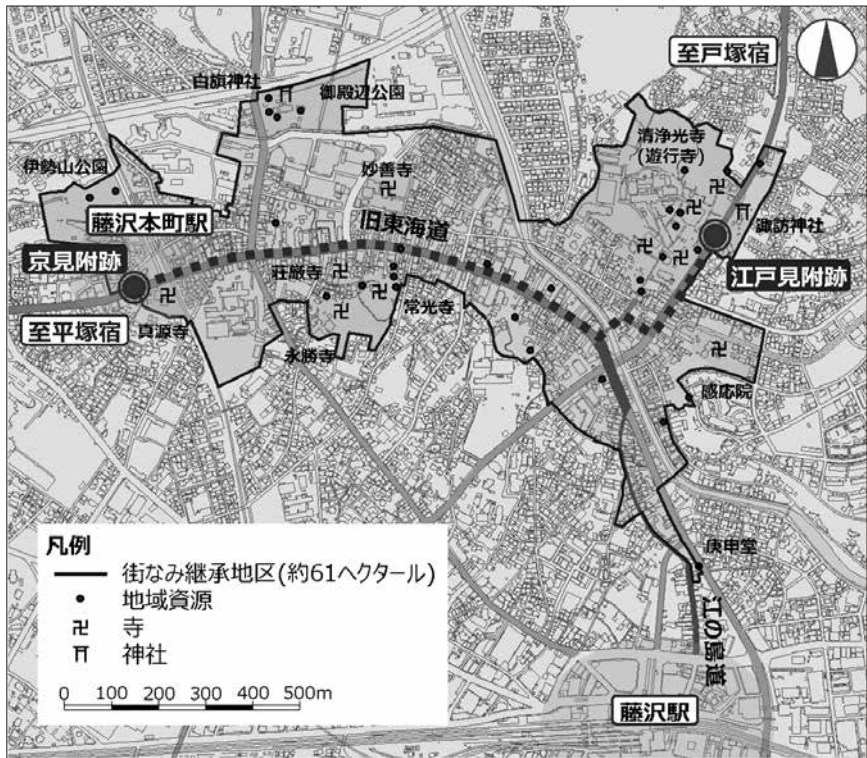 至戸塚宿
白旗神社
御殿辺公園
清浄光寺
(遊行寺)
伊勢山公園
妙善寺
藤沢本町駅
旧東海道
諏訪神社
京見附跡
荘厳寺
江戸見附跡
至平塚宿
真源寺
常光寺
永勝寺
感応院
凡例
街なみ継承地区(約61ヘクタール)
地域資源
卍 寺
神社
0 100 200 300 400 500m
庚申堂
江の島道
藤沢駅